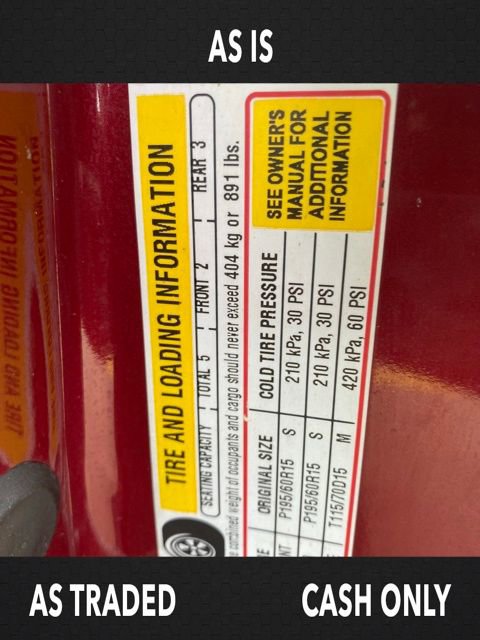 AS IS
TIRE AND LOADING INFORMATION
SEATING CAPACITY TOTAL 5 FRONT 2 REAR 3
combined weight of occupants and cargo should never exceed 404 kg or 891 lbs.
ORIGINAL SIZE COLD TIRE PRESSURE
P195/60R15 S 210 kPa, 30 PSI
P195/60R15 S 210 kPa, 30 PSI
T115/70D15 M 420 kPa, 60 PSI
SEE OWNER'S
MANUAL FOR
ADDITIONAL
INFORMATION
AS TRADED CASH ONLY